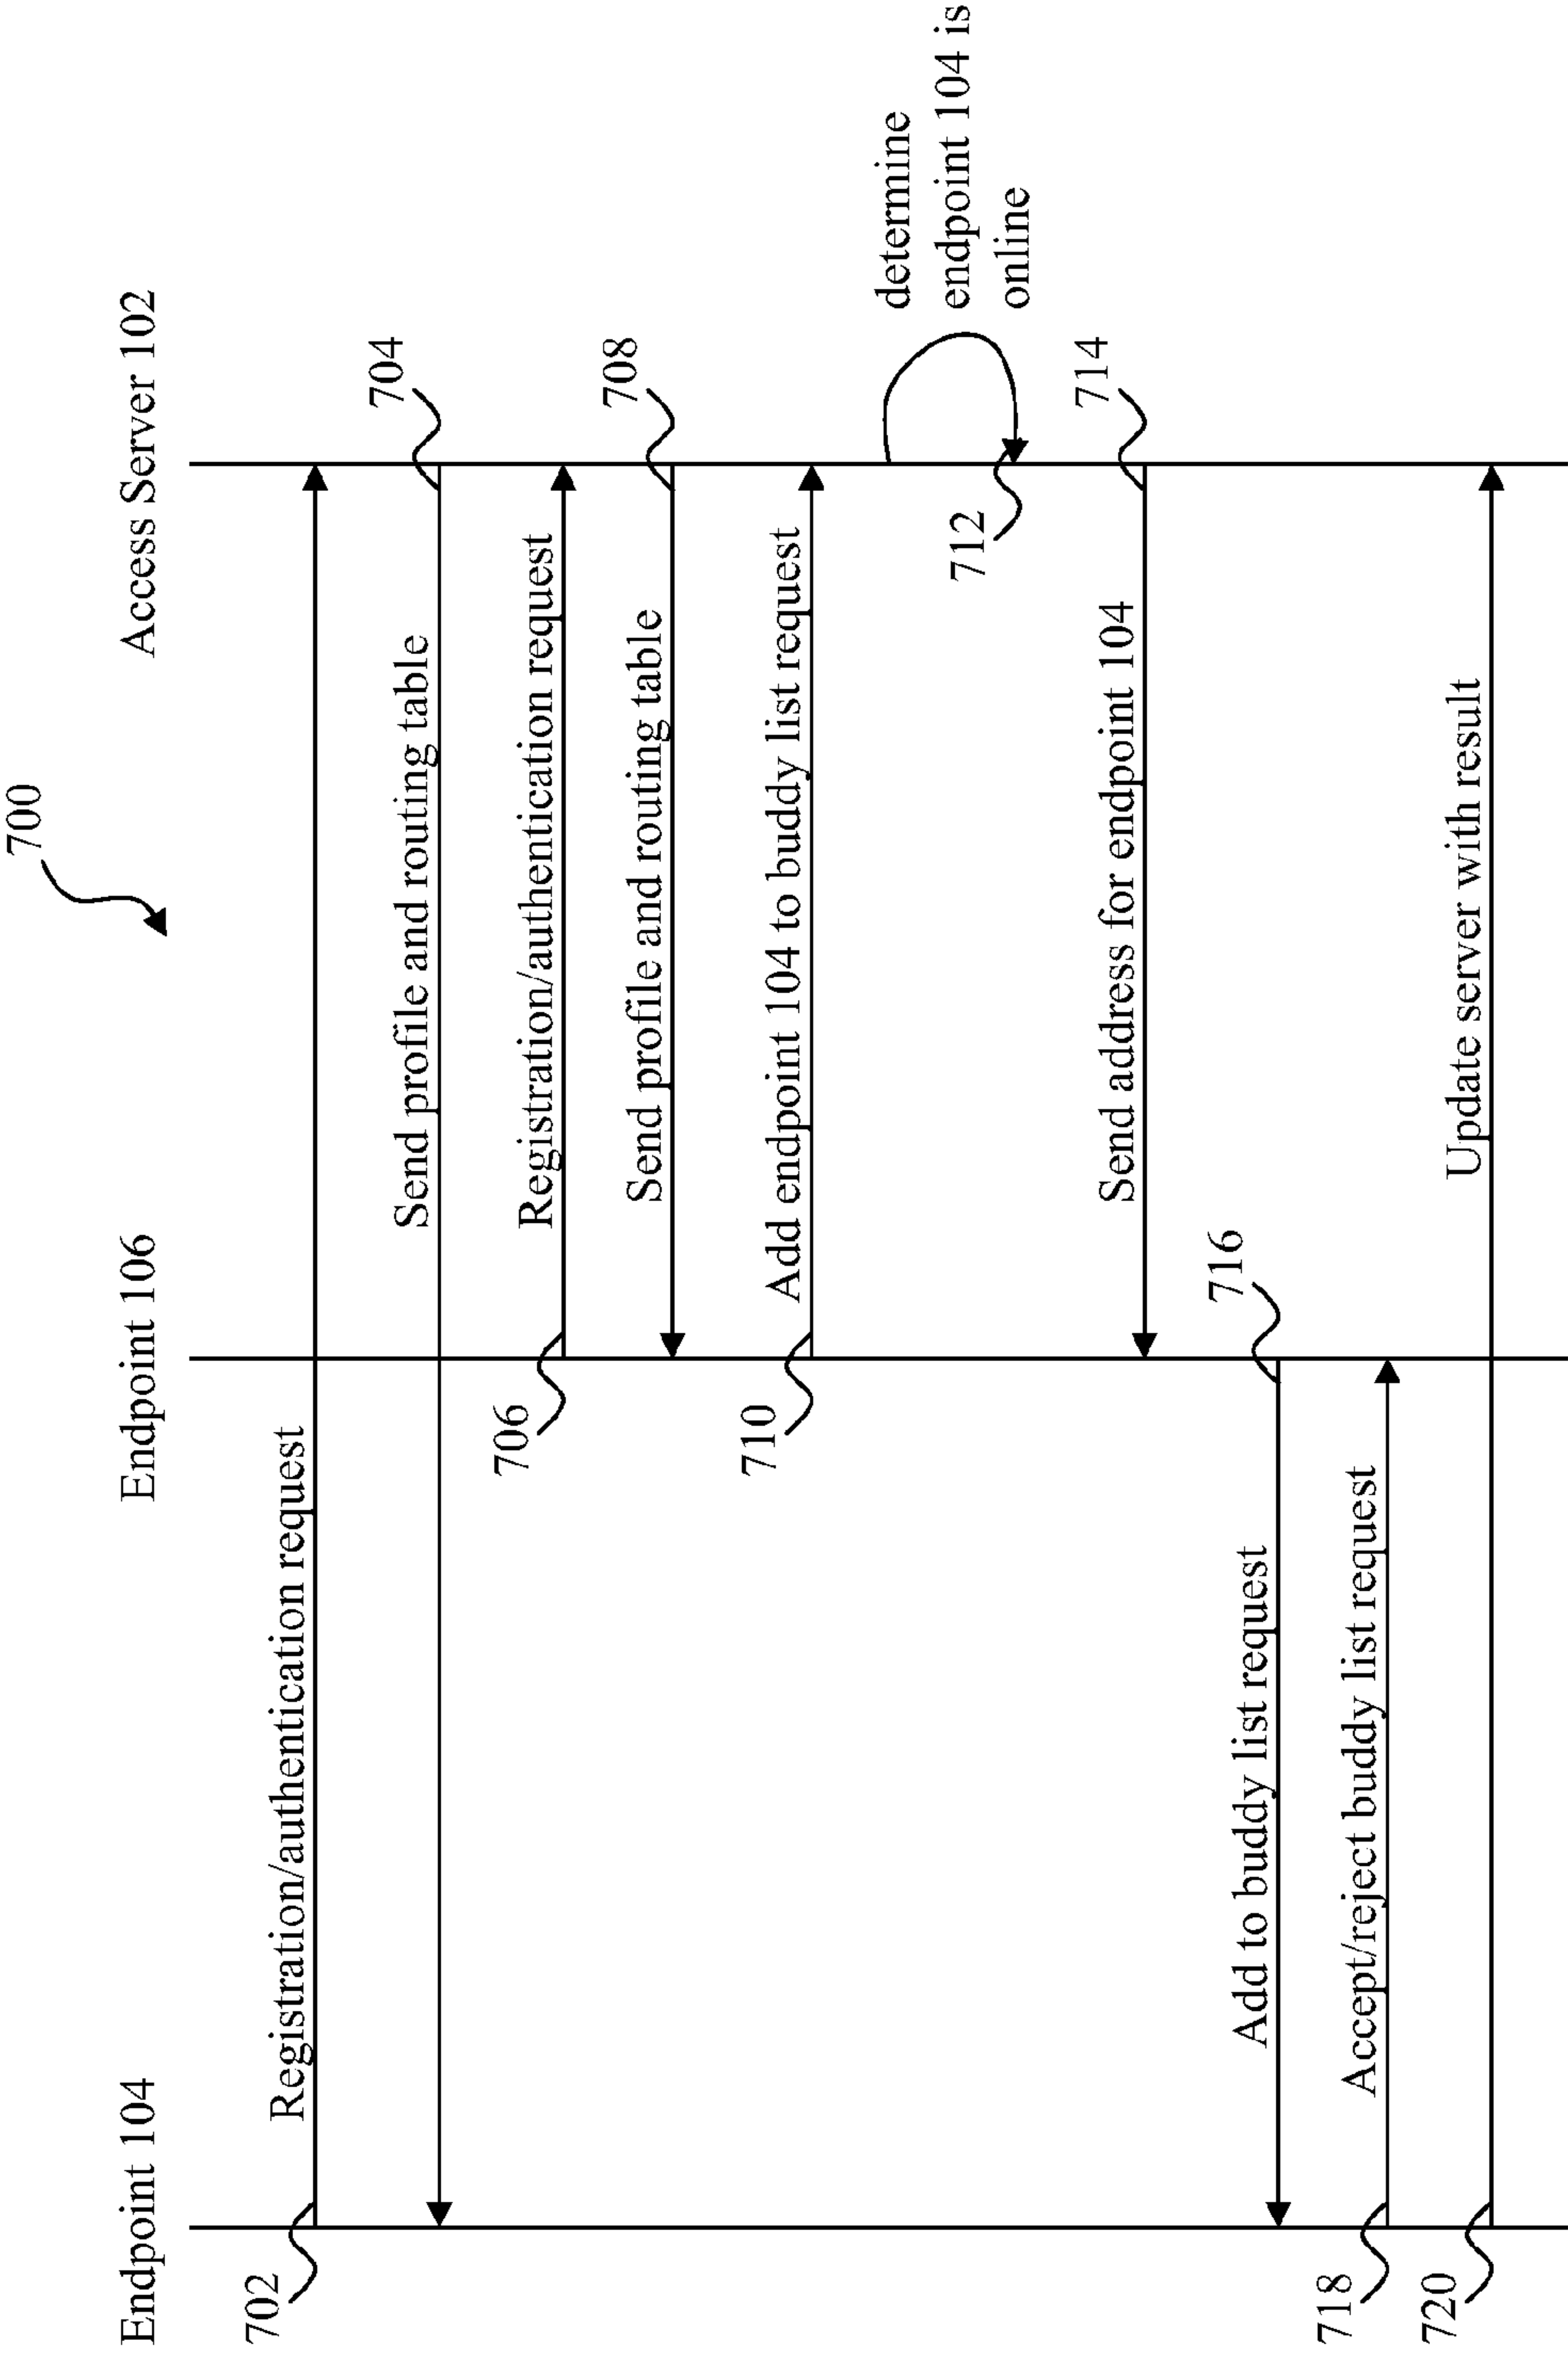 700
Endpoint 104
Endpoint 106
Access Server 102
702
Registration/authentication request
704
Send profile and routing table
706
Registration/authentication request
708
Send profile and routing table
710
Add endpoint 104 to buddy list request
determine
endpoint 104 is
online
712
714
Send address for endpoint 104
716
Add to buddy list request
718
Accept/reject buddy list request
720
Update server with result